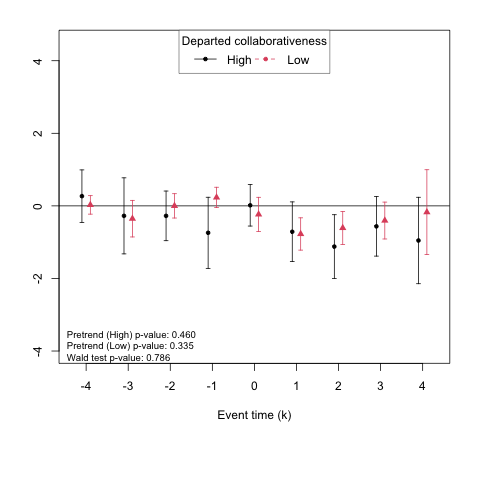 Departed collaborativeness
High Low
4
2
0
-2
-4
Pretrend (High) p-value: 0.460
Pretrend (Low) p-value: 0.335
Wald test p-value: 0.786
-4 -3 -2 -1 0 1 2 3 4
Event time (k)